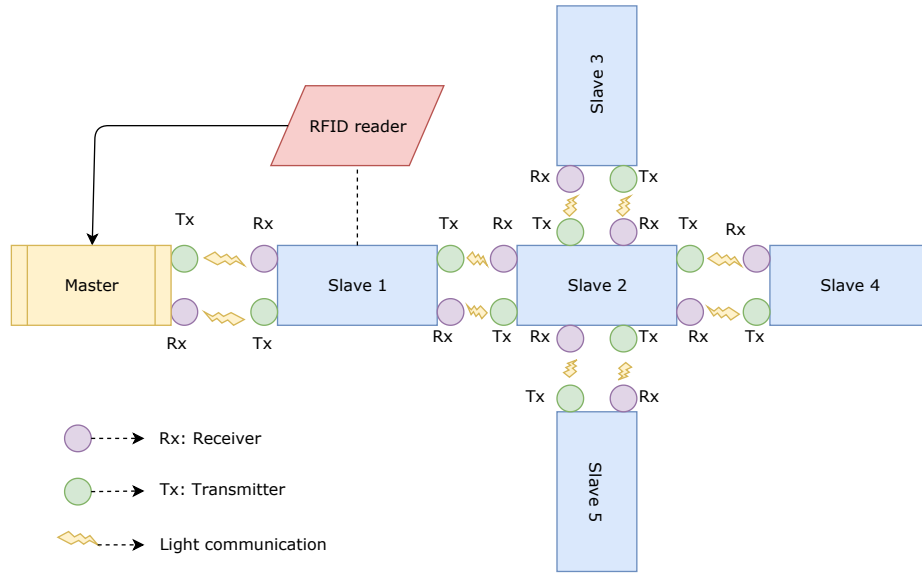 Slave 3
RFID reader
Rx
Tx
Tx
Rx
Tx
Rx
Tx
Rx
Tx
Rx
Master
Slave 1
Slave 2
Slave 4
Rx
Tx
Rx
Tx
Rx
Tx
Rx
Tx
Tx
Rx
Rx: Receiver
Slave 5
Tx: Transmitter
Light communication